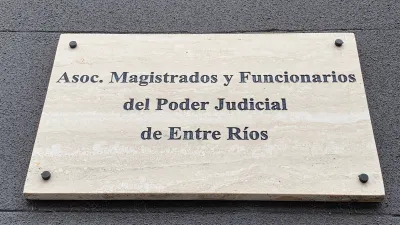 Asoc. Magistrados y Funcionarios
del Poder Judicial
de Entre Ríos